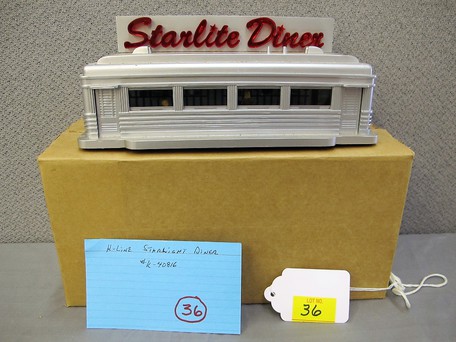 Starlite Diner
K-LINE STARLIGHT DINER
#K-40816
36
LOT NO.
36